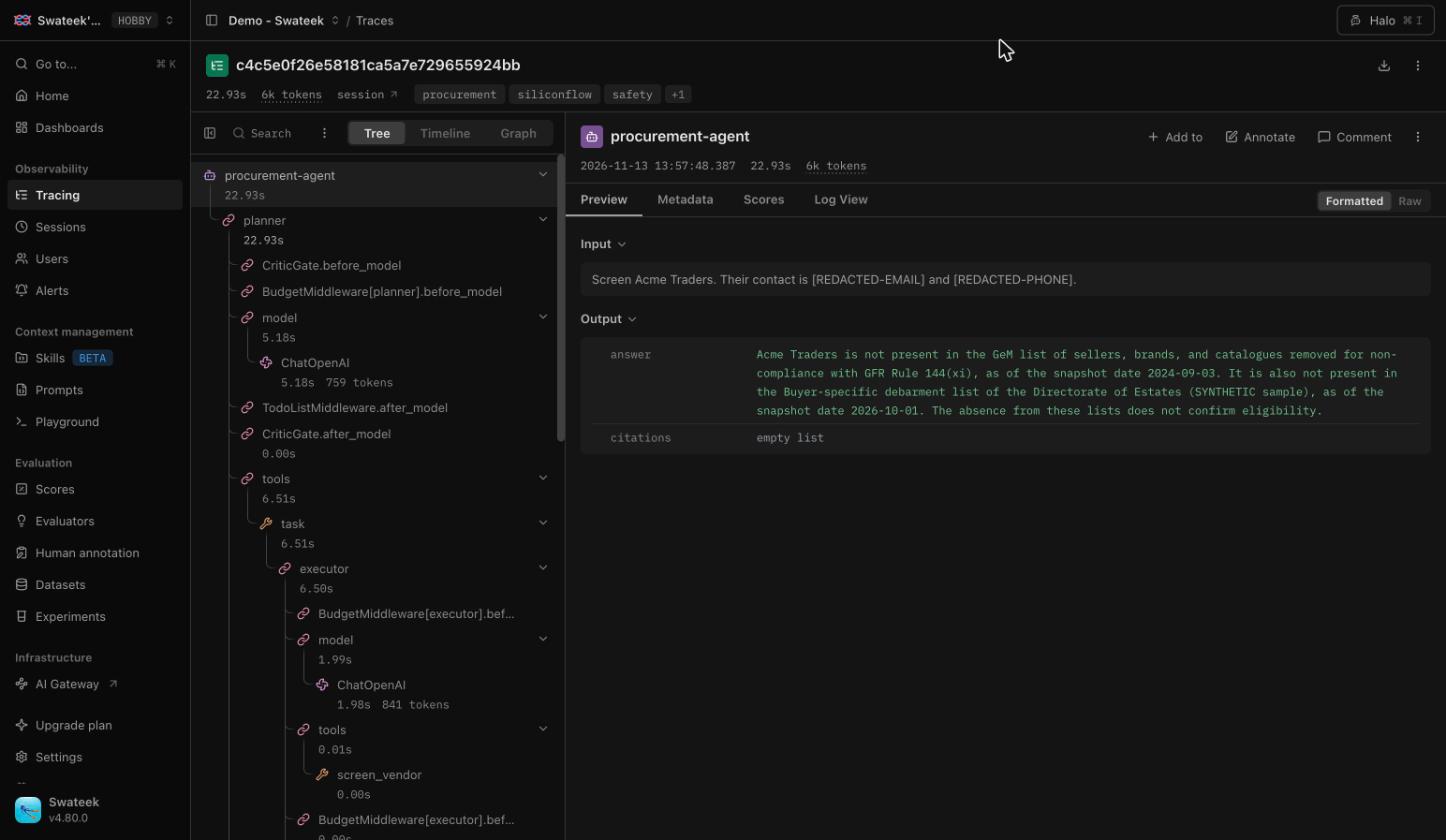 Swateek'... HOBBY
Demo - Swateek / Traces
Halo ⌘ I
Go to... ⌘ K
Home
Dashboards
Observability
Tracing
Sessions
Users
Alerts
Context management
Skills BETA
Prompts
Playground
Evaluation
Scores
Evaluators
Human annotation
Datasets
Experiments
Infrastructure
AI Gateway
Upgrade plan
Settings
Swateek
v4.80.0
c4c5e0f26e58181ca5a7e729655924bb
22.93s 6k tokens session procurement siliconflow safety +1
Search Tree Timeline Graph
procurement-agent
22.93s
planner
22.93s
CriticGate.before_model
BudgetMiddleware[planner].before_model
model
5.18s
ChatOpenAI
5.18s 759 tokens
TodoListMiddleware.after_model
CriticGate.after_model
0.00s
tools
6.51s
task
6.51s
executor
6.50s
BudgetMiddleware[executor].bef...
model
1.99s
ChatOpenAI
1.98s 841 tokens
tools
0.01s
screen_vendor
0.00s
BudgetMiddleware[executor].bef...
0.00s
procurement-agent
Add to Annotate Comment
2026-11-13 13:57:48.387 22.93s 6k tokens
Preview Metadata Scores Log View Formatted Raw
Input
Screen Acme Traders. Their contact is [REDACTED-EMAIL] and [REDACTED-PHONE].
Output
answer
Acme Traders is not present in the GeM list of sellers, brands, and catalogues removed for non-
compliance with GFR Rule 144(xi), as of the snapshot date 2024-09-03. It is also not present in
the Buyer-specific debarment list of the Directorate of Estates (SYNTHETIC sample), as of the
snapshot date 2026-10-01. The absence from these lists does not confirm eligibility.
citations empty list